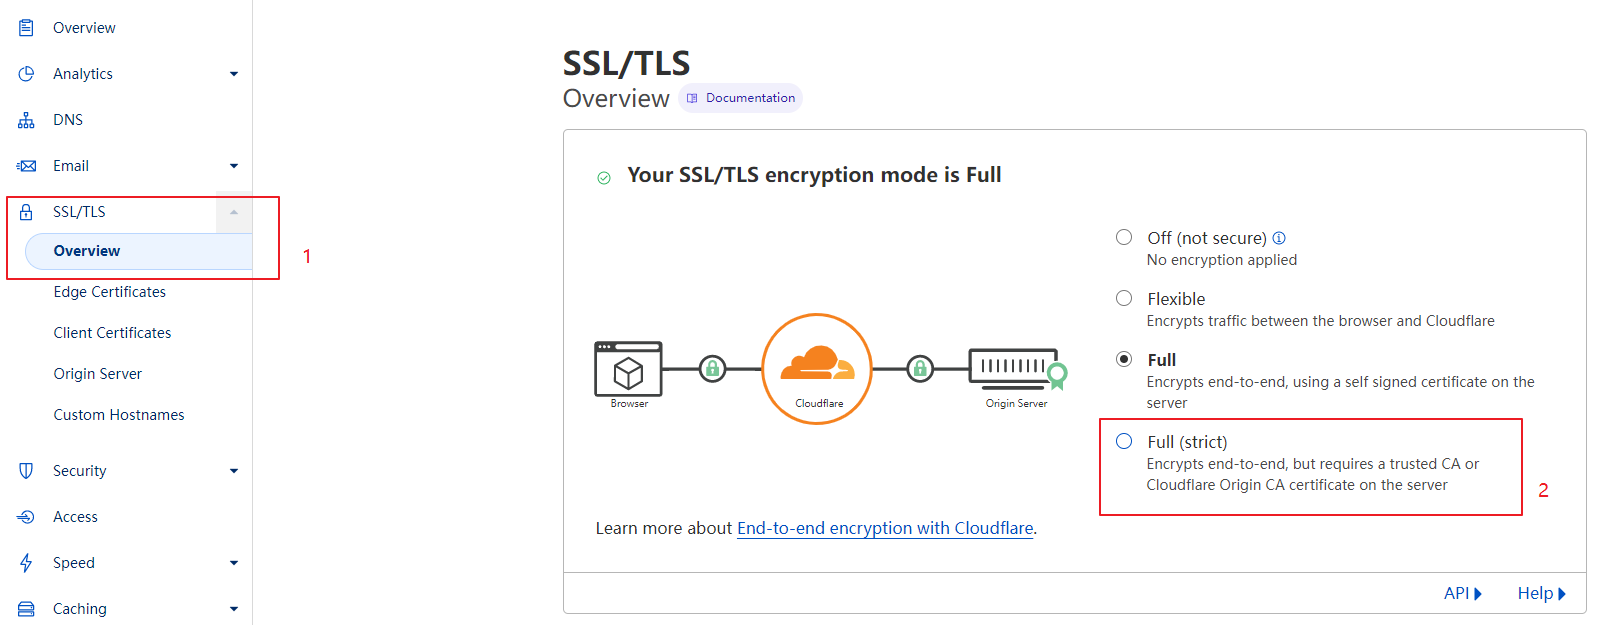 Overview
Analytics
DNS
Email
SSL/TLS
Overview
1
Edge Certificates
Client Certificates
Origin Server
Custom Hostnames
Security
Access
Speed
Caching
SSL/TLS
Overview
Documentation
Your SSL/TLS encryption mode is Full
Browser
Cloudflare
Origin Server
Off (not secure)
No encryption applied
Flexible
Encrypts traffic between the browser and Cloudflare
Full
Encrypts end-to-end, using a self signed certificate on the
server
Full (strict)
Encrypts end-to-end, but requires a trusted CA or
Cloudflare Origin CA certificate on the server
2
Learn more about End-to-end encryption with Cloudflare.
API
Help